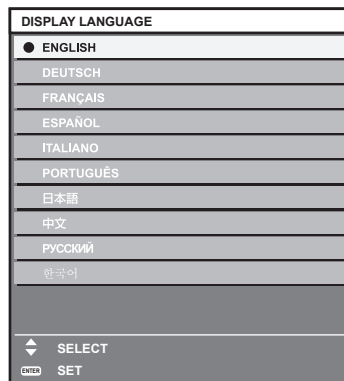 DISPLAY LANGUAGE
ENGLISH
DEUTSCH
FRANÇAIS
ESPAÑOL
ITALIANO
PORTUGUÊS
日本語
中文
РУССКИЙ
한국어
SELECT
ENTER SET